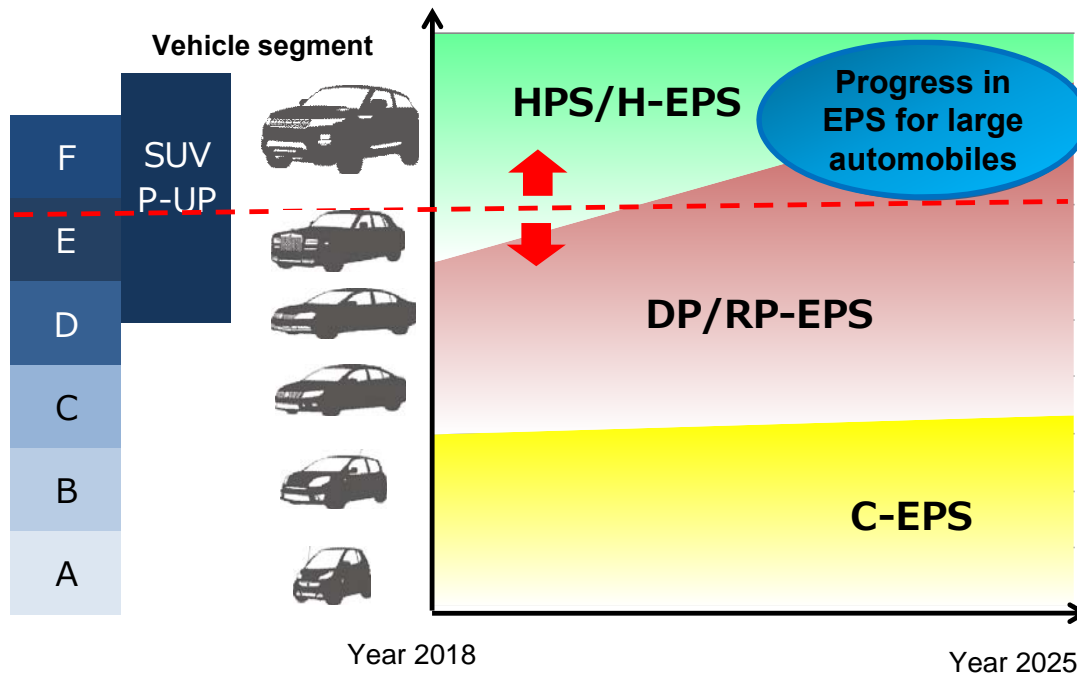 Vehicle segment
F
E
D
C
B
A
SUV
P-UP
HPS/H-EPS
Progress in
EPS for large
automobiles
DP/RP-EPS
C-EPS
Year 2018
Year 2025